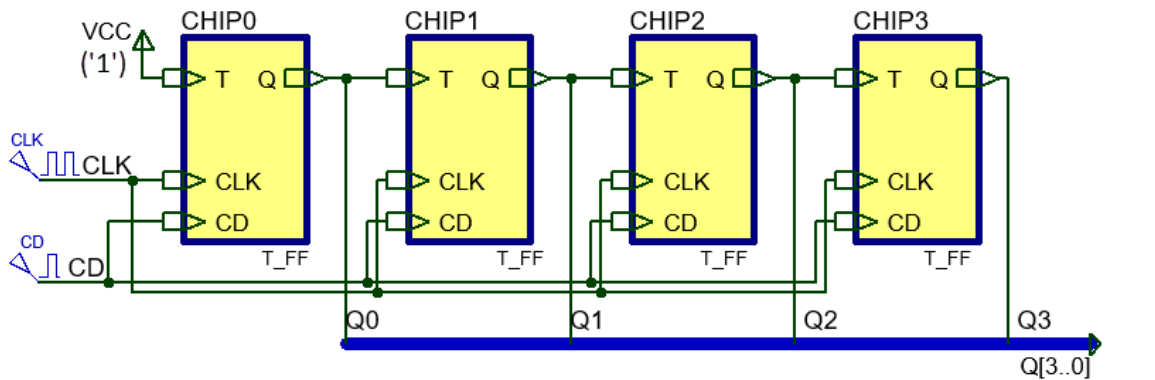 CHIP0 CHIP1 CHIP2 CHIP3
VCC
('1')
T Q T Q T Q T Q
CLK
CLK CLK CLK CLK CLK
CD CD CD CD
CD
CD
T_FF T_FF T_FF T_FF
Q0 Q1 Q2 Q3
Q[3..0]